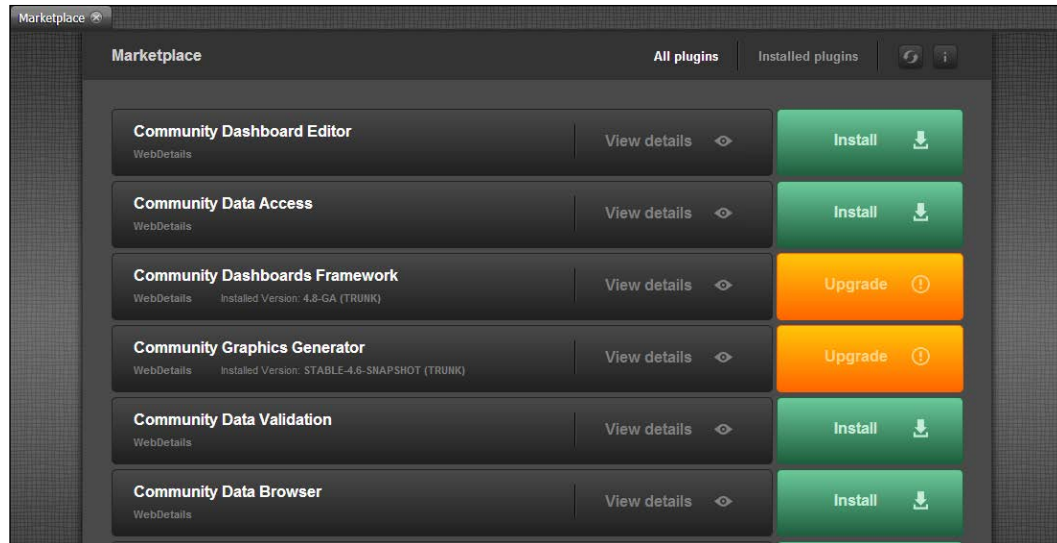 Marketplace
Marketplace All plugins Installed plugins i
Community Dashboard Editor View details Install
WebDetails
Community Data Access View details Install
WebDetails
Community Dashboards Framework View details Upgrade
WebDetails Installed Version: 4.8-GA (TRUNK)
Community Graphics Generator View details Upgrade
WebDetails Installed Version: STABLE-4.6-SNAPSHOT (TRUNK)
Community Data Validation View details Install
WebDetails
Community Data Browser View details Install
WebDetails